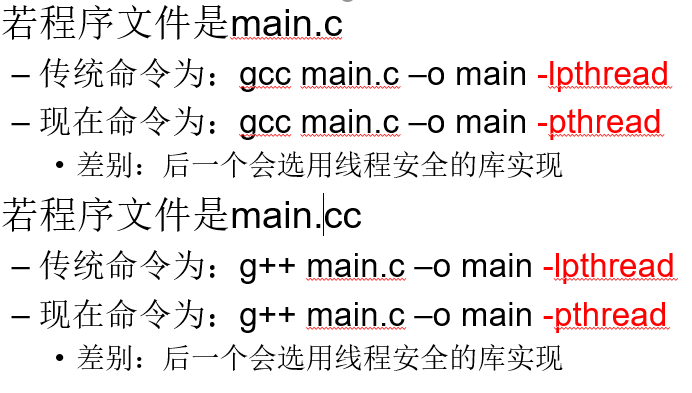 若程序文件是main.c
– 传统命令为：gcc main.c –o main -lpthread
– 现在命令为：gcc main.c –o main -pthread
• 差别：后一个会选用线程安全的库实现
若程序文件是main.cc
– 传统命令为：g++ main.c –o main -lpthread
– 现在命令为：g++ main.c –o main -pthread
• 差别：后一个会选用线程安全的库实现